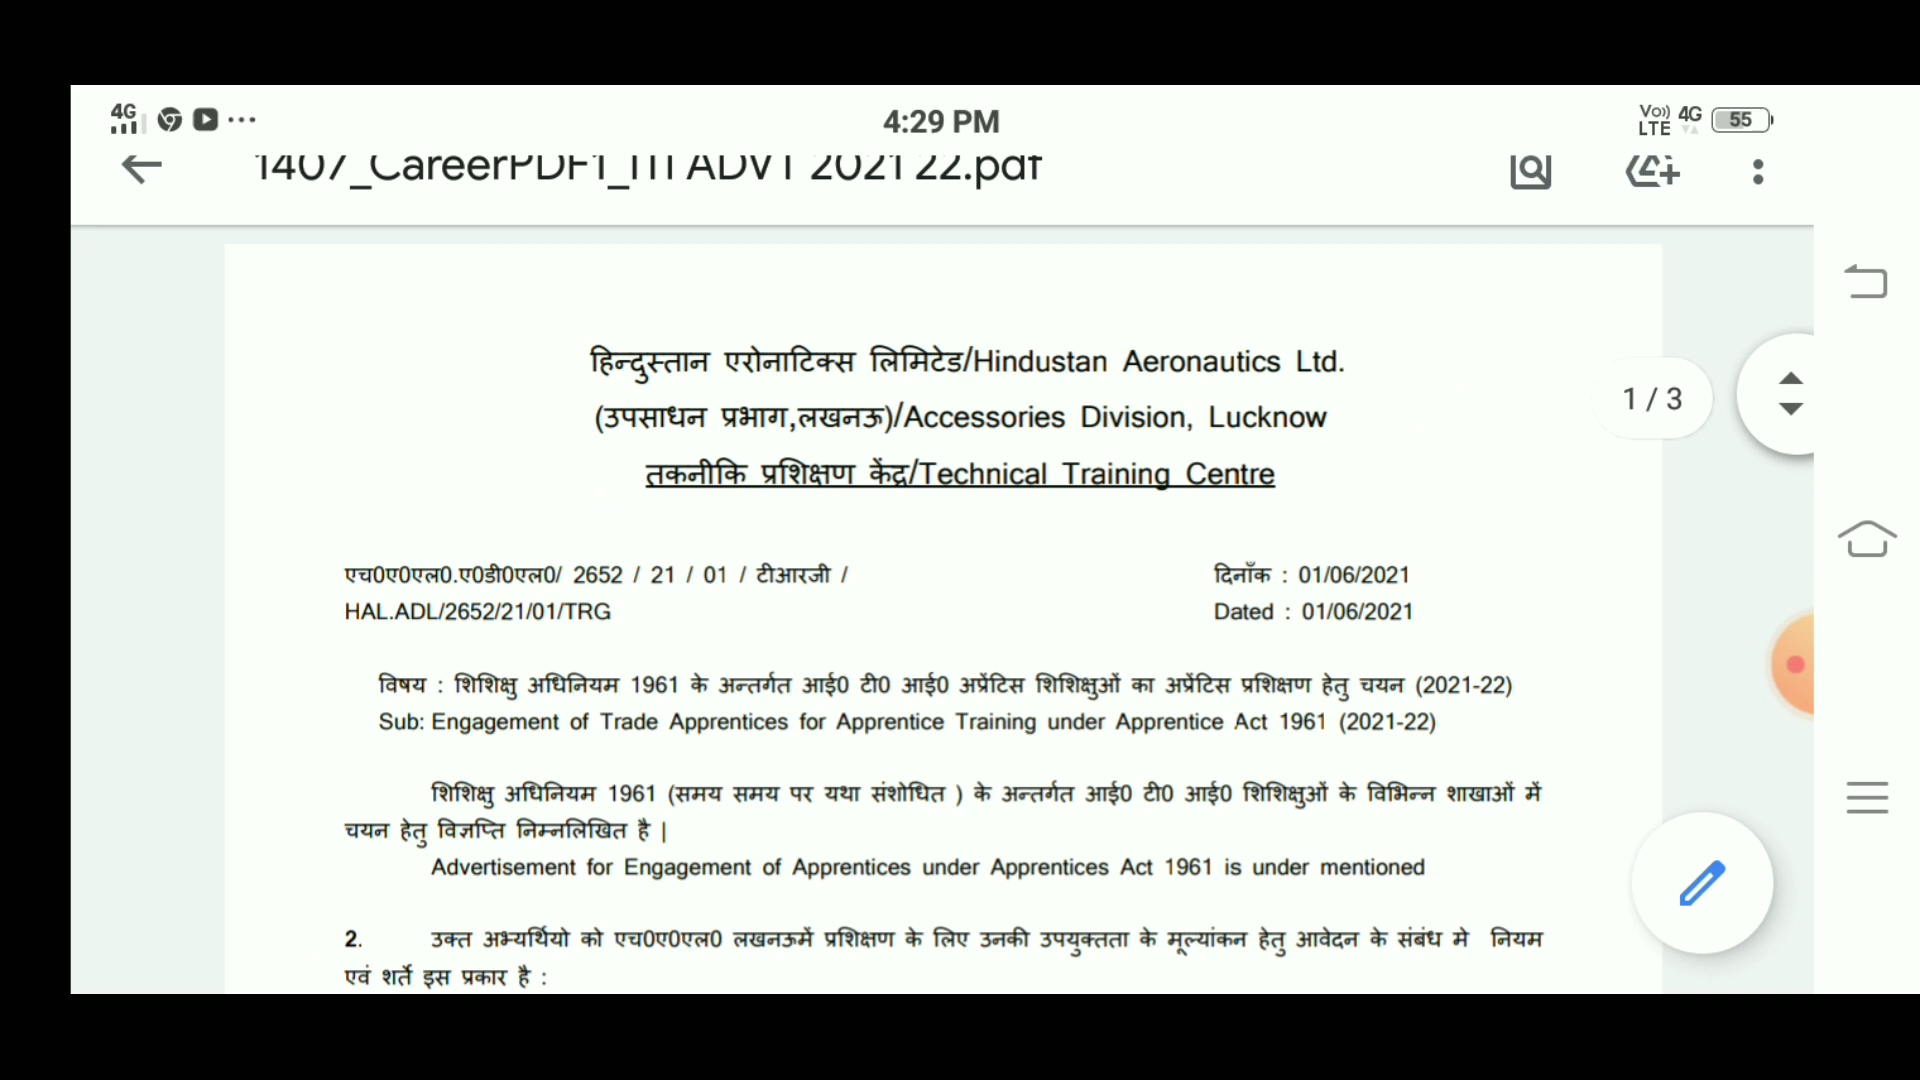 4G
4:29 PM
Vo)) LTE 4G 55
1407_CareerPDF1_ITI ADVT 2021 22.pdf
हिन्दुस्तान एरोनाटिक्स लिमिटेड/Hindustan Aeronautics Ltd.
(उपसाधन प्रभाग,लखनऊ)/Accessories Division, Lucknow
1 / 3
तकनीकि प्रशिक्षण केंद्र/Technical Training Centre
एच0ए0एल0.ए0डी0एल0/ 2652 / 21 / 01 / टीआरजी / दिनाँक : 01/06/2021
HAL.ADL/2652/21/01/TRG Dated : 01/06/2021
विषय : शिशिक्षु अधिनियम 1961 के अन्तर्गत आई0 टी0 आई0 अप्रेंटिस शिशिक्षुओं का अप्रेंटिस प्रशिक्षण हेतु चयन (2021-22)
Sub: Engagement of Trade Apprentices for Apprentice Training under Apprentice Act 1961 (2021-22)
शिशिक्षु अधिनियम 1961 (समय समय पर यथा संशोधित ) के अन्तर्गत आई0 टी0 आई0 शिशिक्षुओं के विभिन्न शाखाओं में
चयन हेतु विज्ञप्ति निम्नलिखित है |
Advertisement for Engagement of Apprentices under Apprentices Act 1961 is under mentioned
2. उक्त अभ्यर्थियो को एच0ए0एल0 लखनऊमें प्रशिक्षण के लिए उनकी उपयुक्तता के मूल्यांकन हेतु आवेदन के संबंध मे नियम
एवं शर्ते इस प्रकार है :